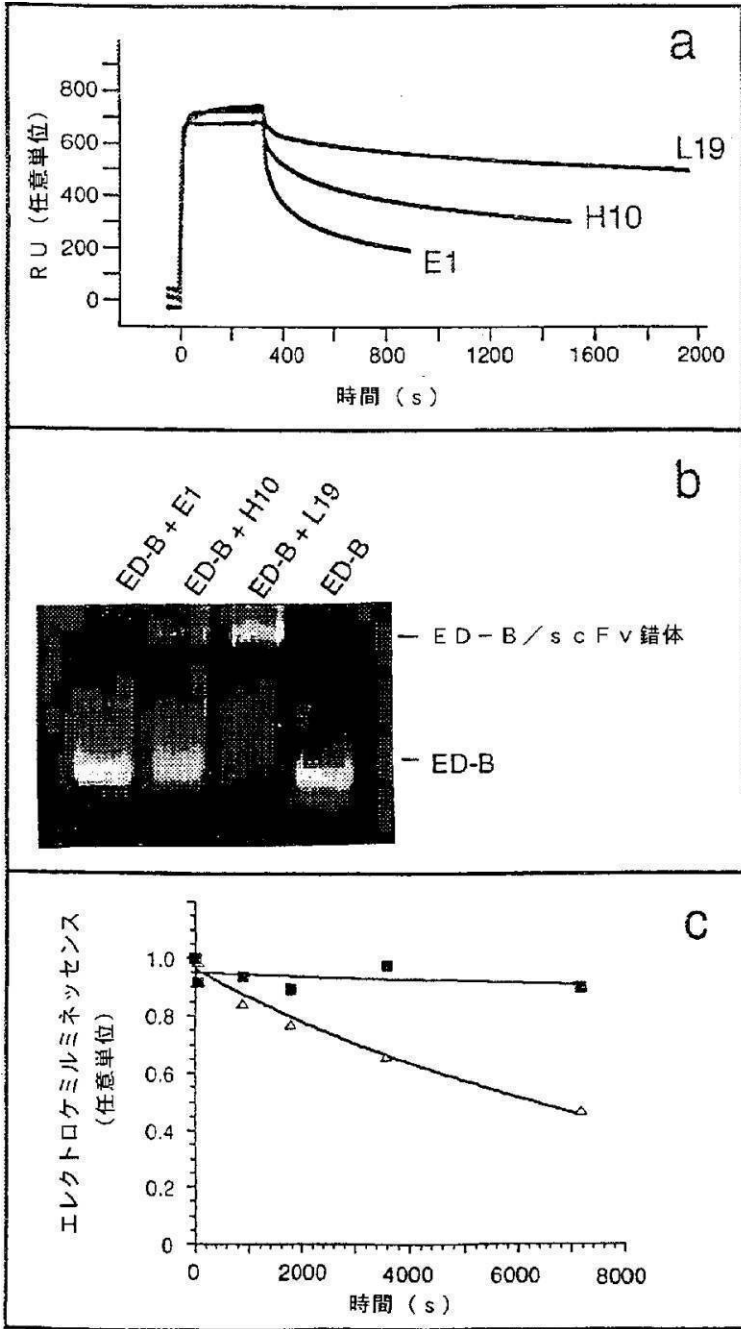 a
800
600
400
200
0
RU(任意単位)
L19
H10
E1
0 400 800 1200 1600 2000
時間(s)
b
ED-B + E1
ED-B + H10
ED-B + L19
ED-B
ED-B/scFv錯体
ED-B
c
エレクトロケミルミネッセンス
(任意単位)
1.0
0.8
0.6
0.4
0.2
0
0 2000 4000 6000 8000
時間(s)